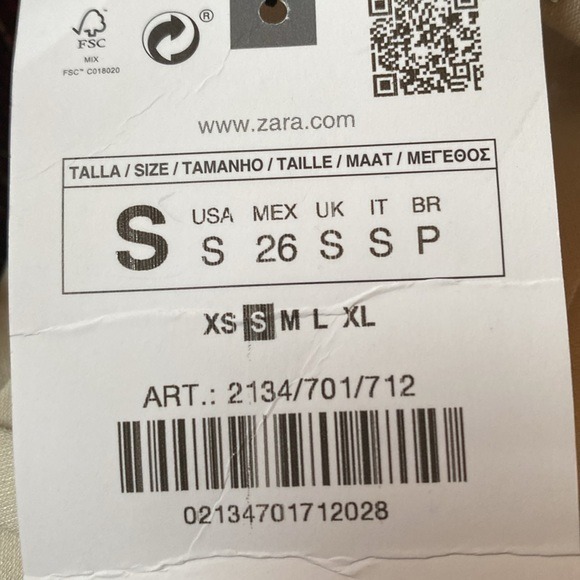 FSC
MIX
FSC™ C018020
®
www.zara.com
TALLA / SIZE / TAMANHO / TAILLE / MAAT / ΜΕΓΕΘΟΣ
S
USA MEX UK IT BR
S 26 S S P
XS S M L XL
ART.: 2134/701/712
02134701712028